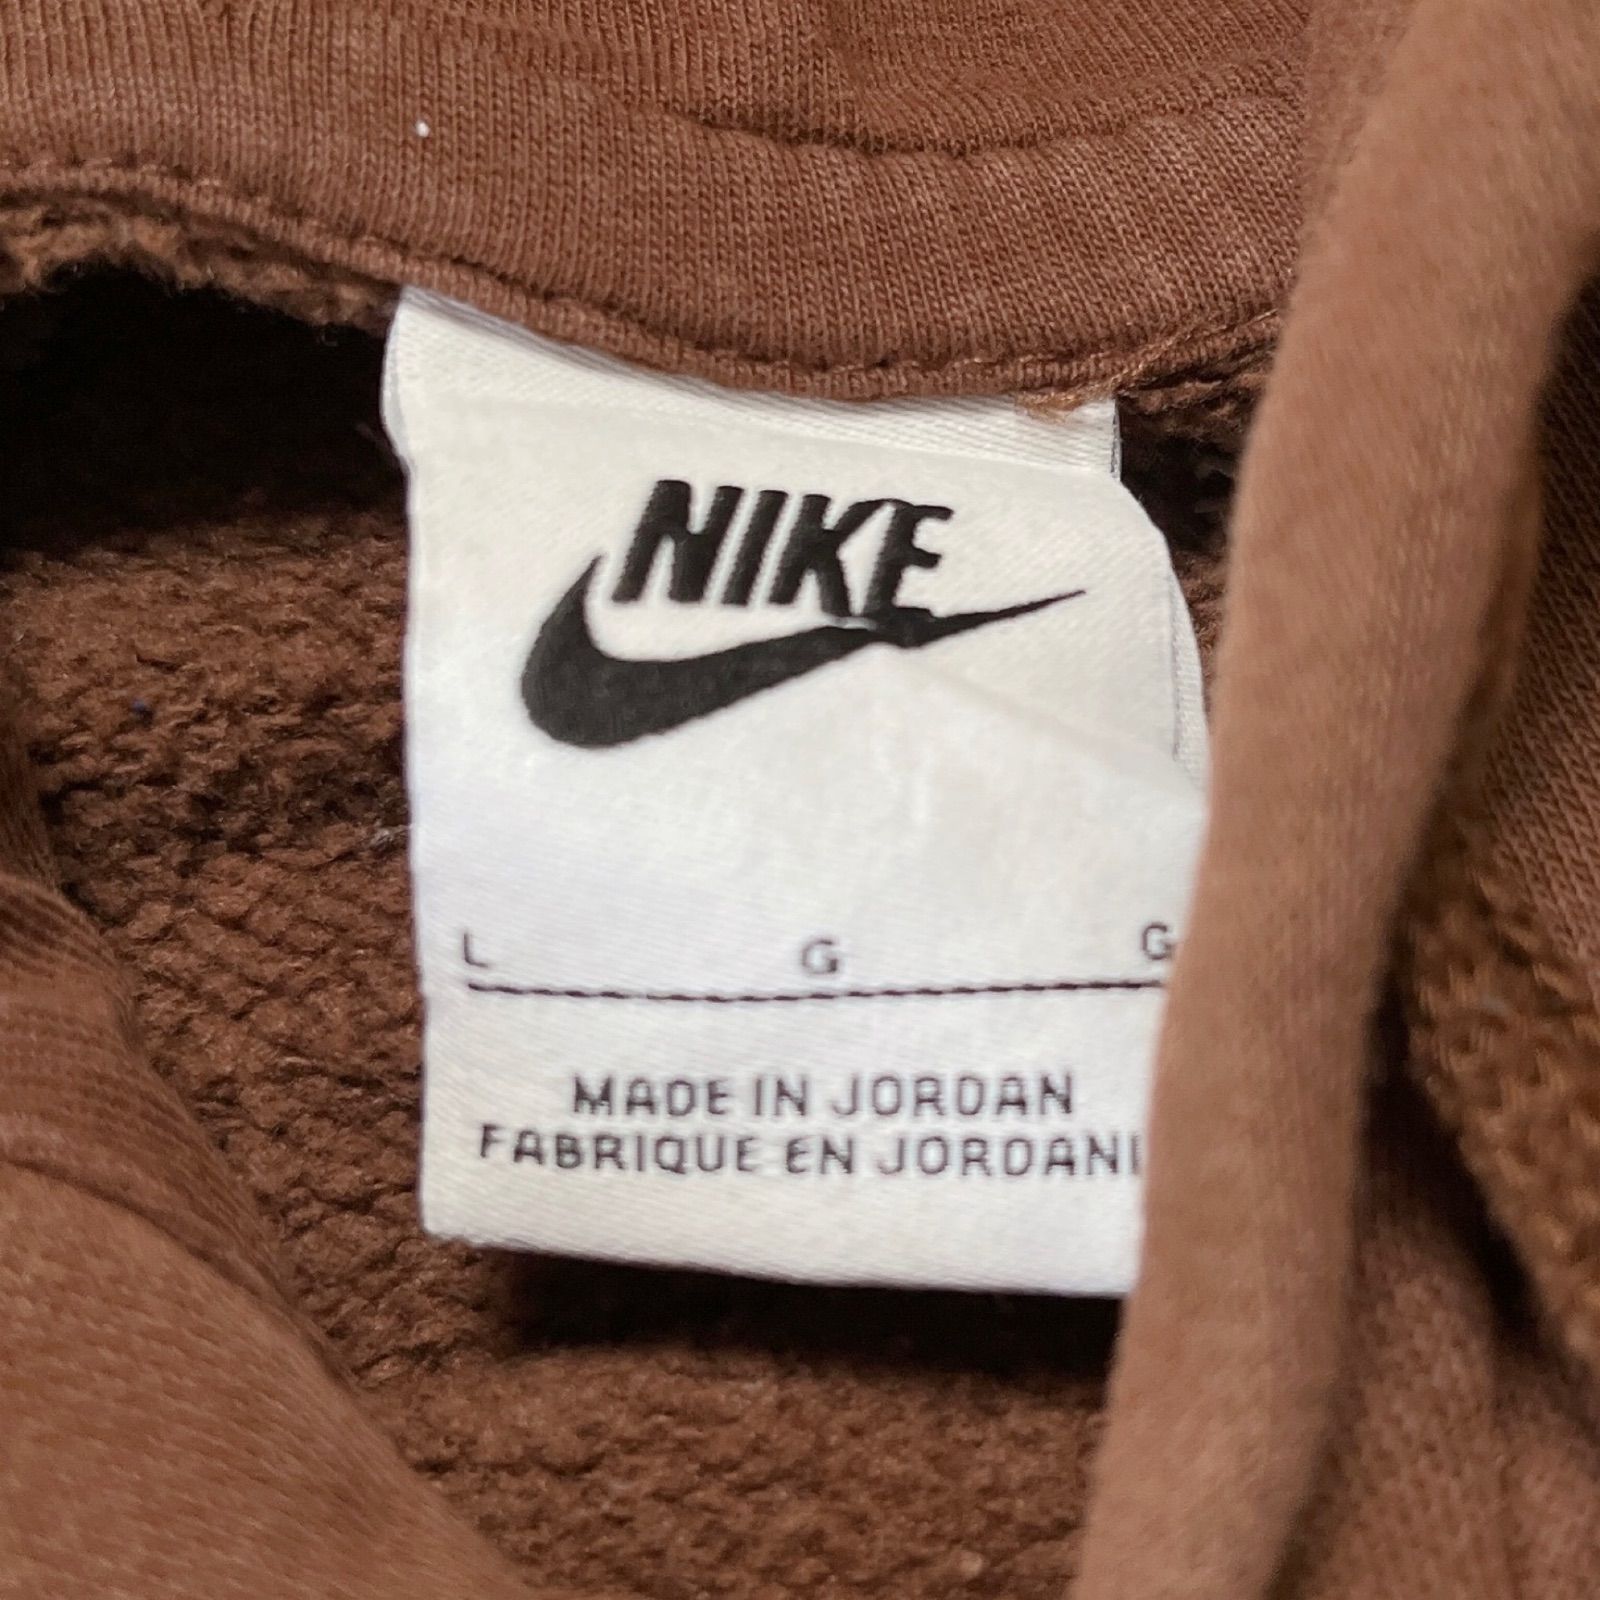 NIKE
L G G
MADE IN JORDAN
FABRIQUE EN JORDANI